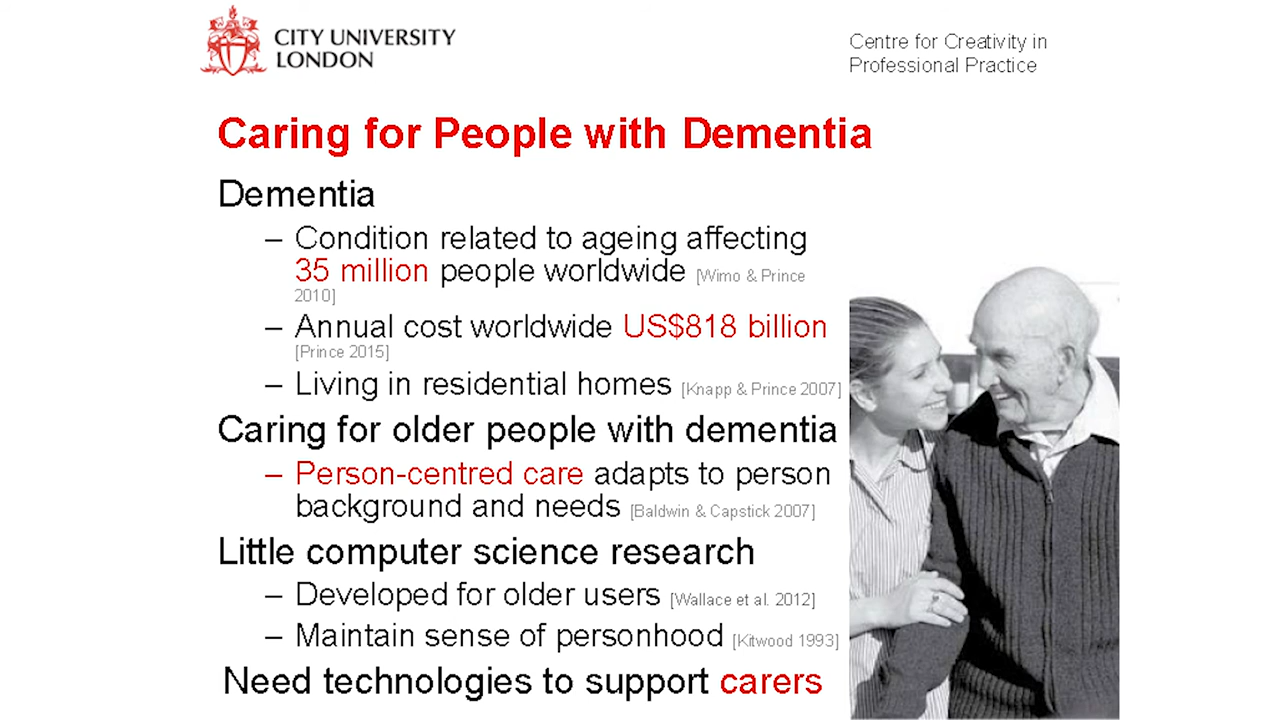 CITY UNIVERSITY
LONDON
Centre for Creativity in
Professional Practice
Caring for People with Dementia
Dementia
– Condition related to ageing affecting
35 million people worldwide [Wimo & Prince
2010]
– Annual cost worldwide US$818 billion
[Prince 2015]
– Living in residential homes [Knapp & Prince 2007]
Caring for older people with dementia
– Person-centred care adapts to person
background and needs [Baldwin & Capstick 2007]
Little computer science research
– Developed for older users [Wallace et al. 2012]
– Maintain sense of personhood [Kitwood 1993]
Need technologies to support carers